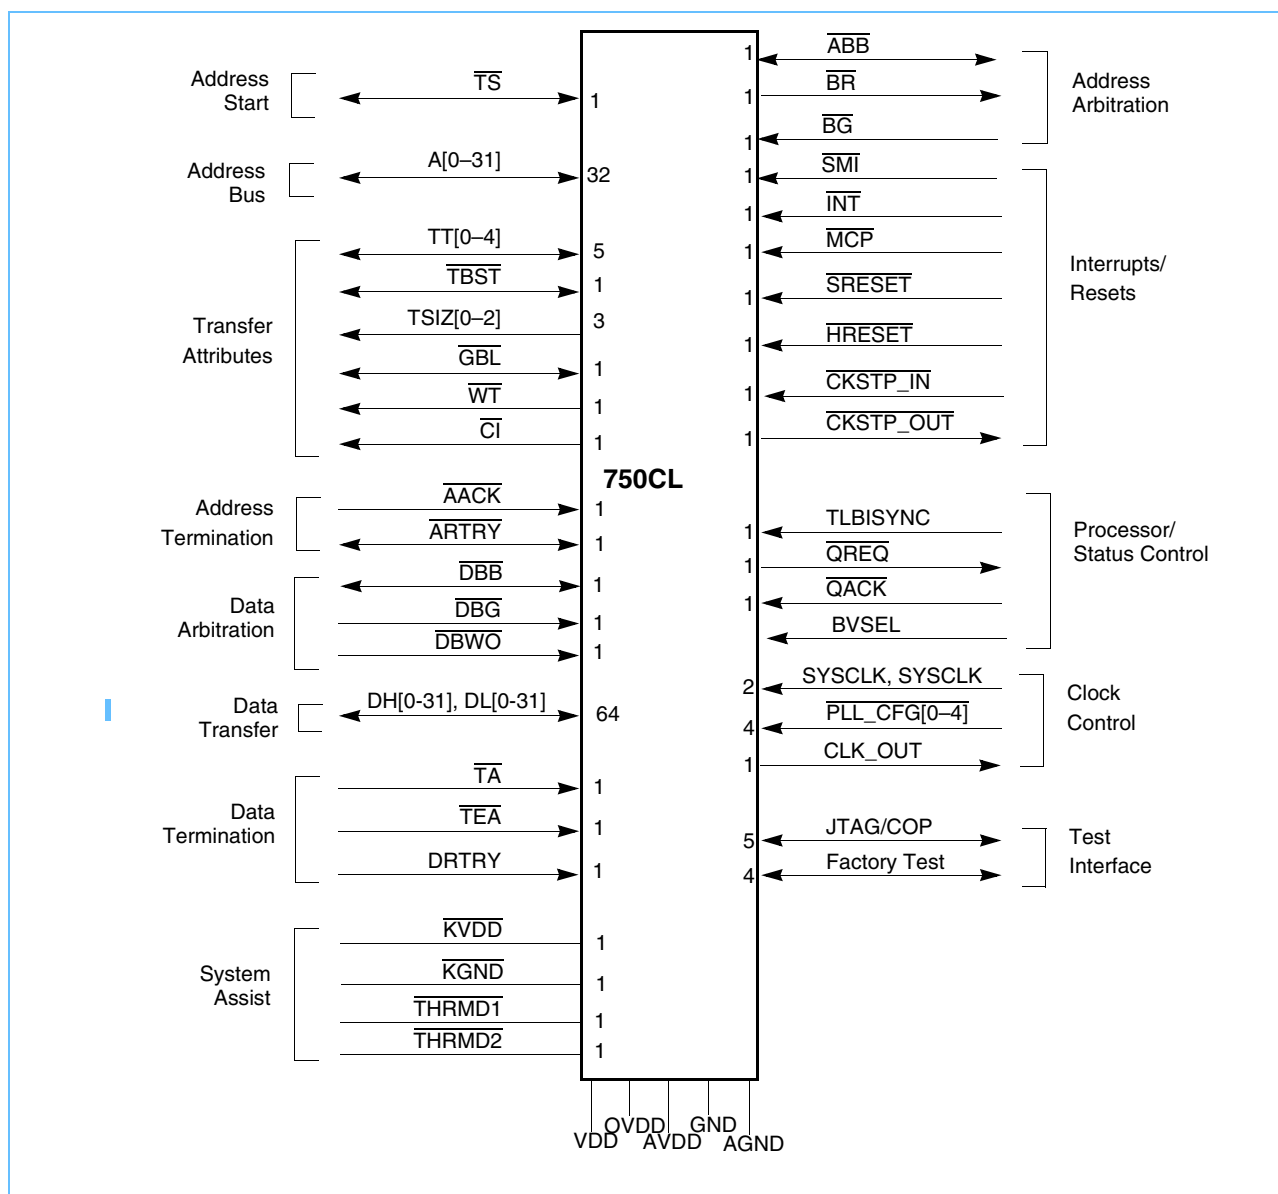 Address
Start
TS
1
Address
Bus
A[0–31]
32
Transfer
Attributes
TT[0–4]
5
TBST
1
TSIZ[0–2]
3
GBL
1
WT
1
CI
1
750CL
Address
Termination
AACK
1
ARTRY
1
Data
Arbitration
DBB
1
DBG
1
DBWO
1
Data
Transfer
DH[0-31], DL[0-31]
64
Data
Termination
TA
1
TEA
1
DRTRY
1
System
Assist
KVDD
1
KGND
1
THRMD1
1
THRMD2
1
1
ABB
1
BR
1
BG
Address
Arbitration
1
SMI
1
INT
1
MCP
1
SRESET
1
HRESET
1
CKSTP_IN
1
CKSTP_OUT
Interrupts/
Resets
1
TLBISYNC
1
QREQ
1
QACK
BVSEL
Processor/
Status Control
2
SYSCLK, SYSCLK
4
PLL_CFG[0–4]
1
CLK_OUT
Clock
Control
5
JTAG/COP
4
Factory Test
Test
Interface
VDD
OVDD
AVDD
GND
AGND